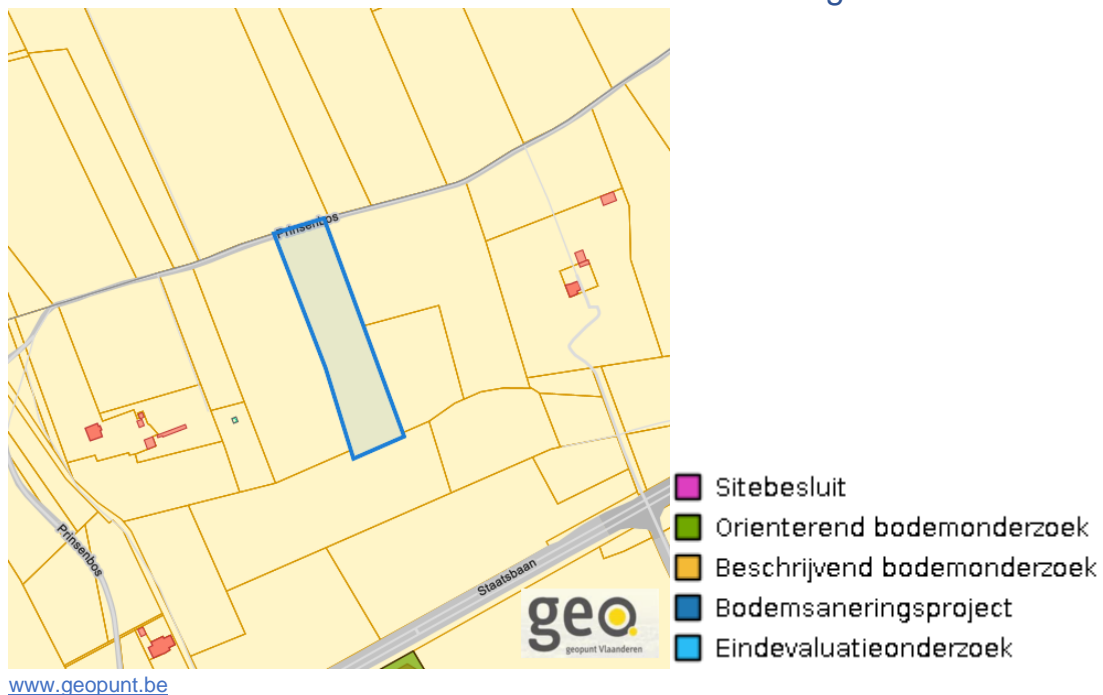 Prinsenbos
Prinsenbos
Staatsbaan
geo
geopunt Vlaanderen
Sitebesluit
Orienterend bodemonderzoek
Beschrijvend bodemonderzoek
Bodemsaneringsproject
Eindevaluatieonderzoek
www.geopunt.be